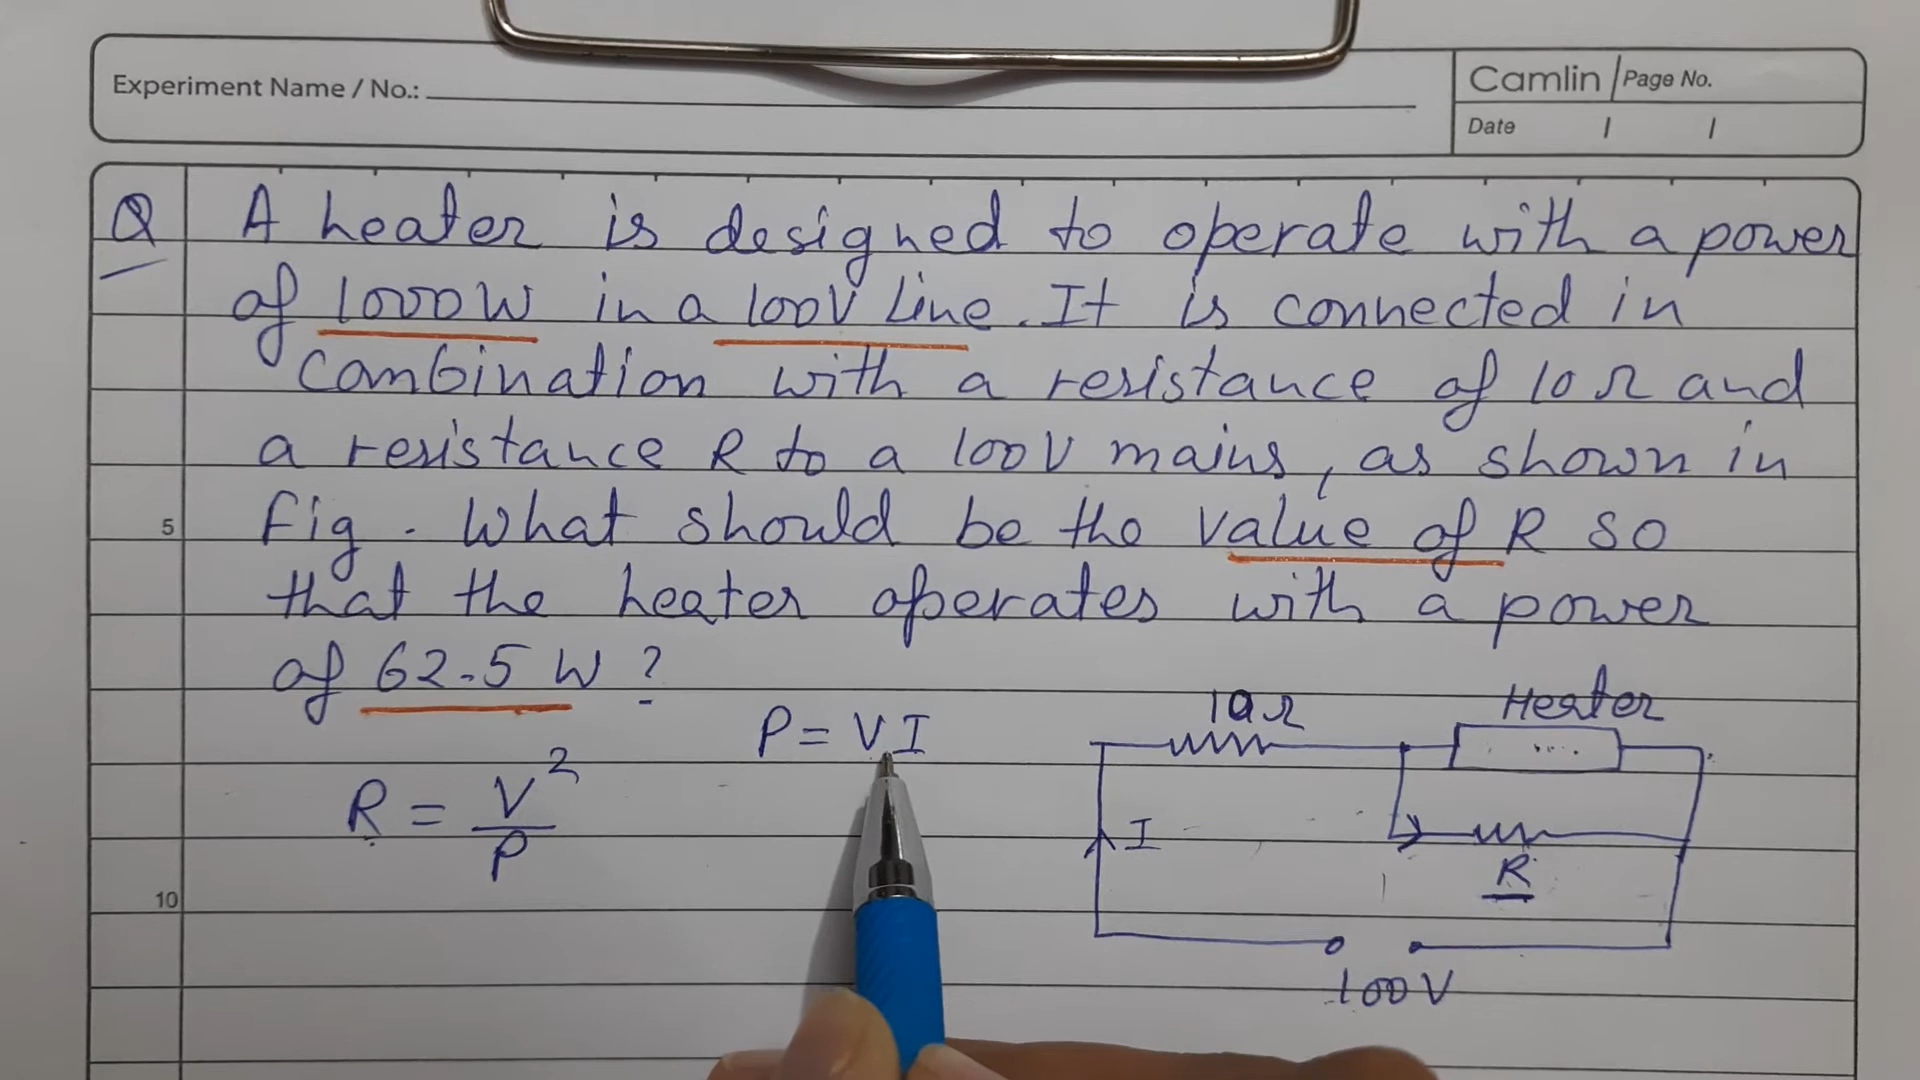 Experiment Name / No.:
Camlin Page No.
Date / /
Q A heater is designed to operate with a power
of 1000W in a 100V line. It is connected in
combination with a resistance of 10 Ω and
a resistance R to a 100V mains, as shown in
5 fig. What should be the value of R so
that the heater operates with a power
of 62.5 W ?
10Ω Heater
P = VI
R = V²
P
I
R
10
100V